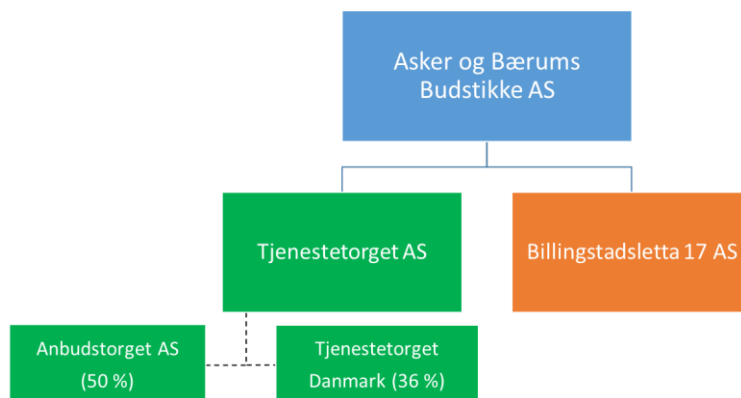 Asker og Bærums
Budstikke AS
Tjenestetorget AS
Billingstadsletta 17 AS
Anbudstorget AS
(50 %)
Tjenestetorget
Danmark (36 %)